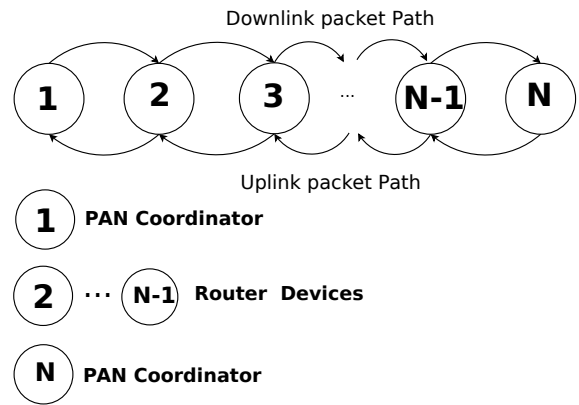 Downlink packet Path
1 2 3 ... N-1 N
Uplink packet Path
1 PAN Coordinator
2 ... N-1 Router Devices
N PAN Coordinator